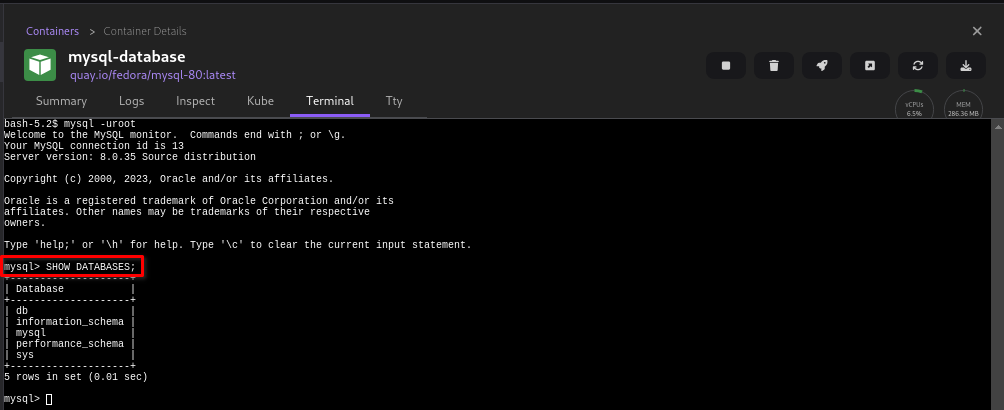 Containers > Container Details
mysql-database
quay.io/fedora/mysql-80:latest
Summary Logs Inspect Kube Terminal Tty
vCPUs
6.5%
MEM
286.36 MB
bash-5.2$ mysql -uroot
Welcome to the MySQL monitor.  Commands end with ; or \g.
Your MySQL connection id is 13
Server version: 8.0.35 Source distribution
Copyright (c) 2000, 2023, Oracle and/or its affiliates.
Oracle is a registered trademark of Oracle Corporation and/or its
affiliates. Other names may be trademarks of their respective
owners.
Type 'help;' or '\h' for help. Type '\c' to clear the current input statement.
mysql> SHOW DATABASES;
+--------------------+
| Database           |
+--------------------+
| db                 |
| information_schema |
| mysql              |
| performance_schema |
| sys                |
+--------------------+
5 rows in set (0.01 sec)
mysql>